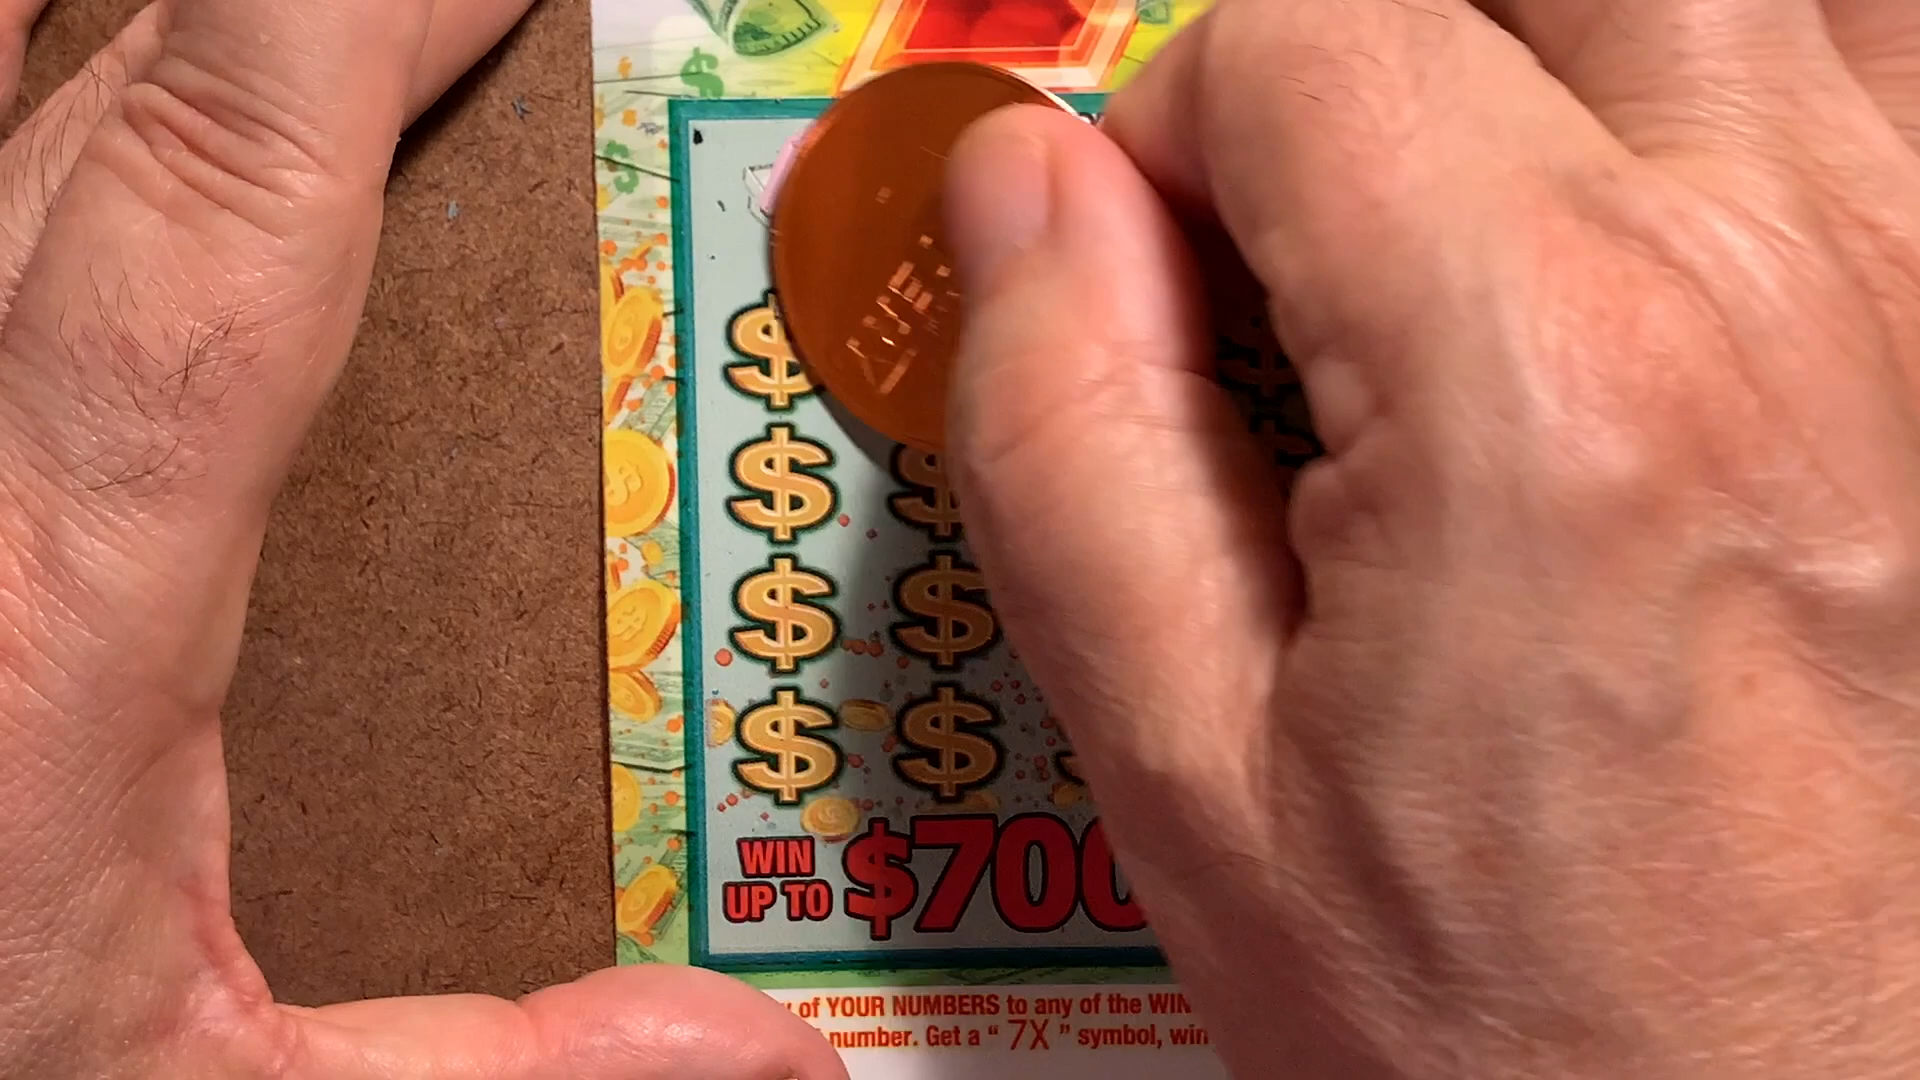 WIN
UP TO $700
of YOUR NUMBERS to any of the WIN
number. Get a “ 7X ” symbol, win